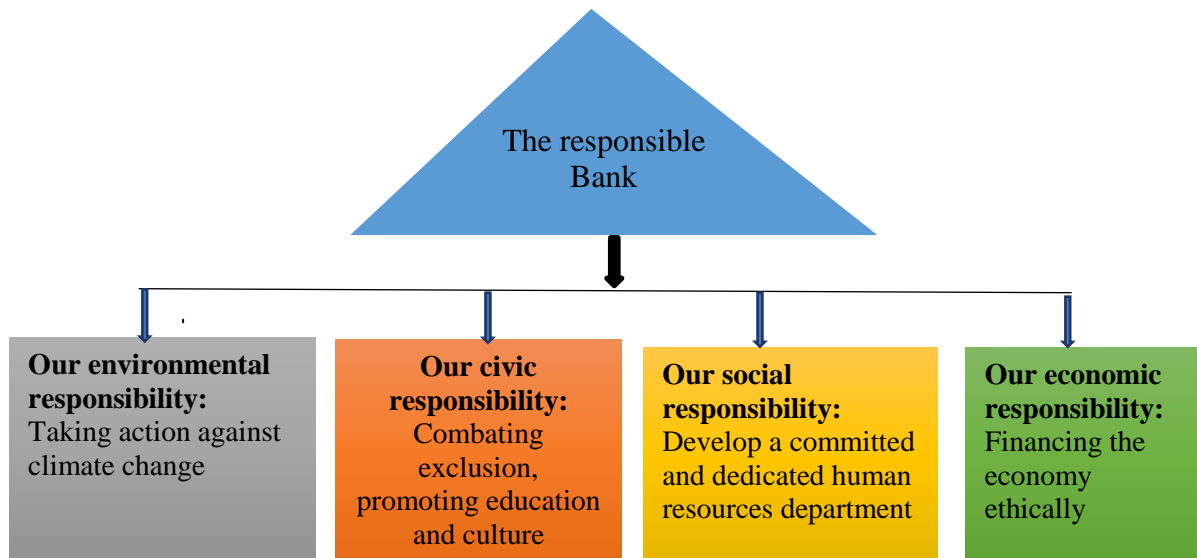 The responsible
Bank
Our environmental
responsibility:
Taking action against
climate change
Our civic
responsibility:
Combating
exclusion,
promoting education
and culture
Our social
responsibility:
Develop a committed
and dedicated human
resources department
Our economic
responsibility:
Financing the
economy
ethically